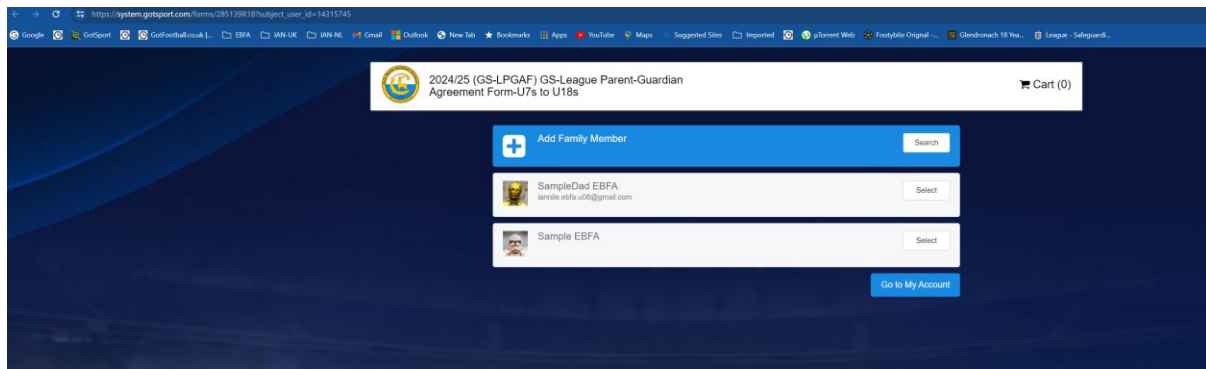 https://system.gotsport.com/forms/285139R18?subject_user_id=14315745
Google GotSport GotFootball.co.uk |... EBFA IAN-UK IAN-NL Gmail Outlook New Tab Bookmarks Apps YouTube Maps Suggested Sites Imported µTorrent Web Footybite Orignal -... Glendronach 18 Yea... League - Safeguardi...
2024/25 (GS-LPGAF) GS-League Parent-Guardian
Agreement Form-U7s to U18s
Cart (0)
Add Family Member
Search
SampleDad EBFA
iannile.ebfa.u08@gmail.com
Select
Sample EBFA
Select
Go to My Account